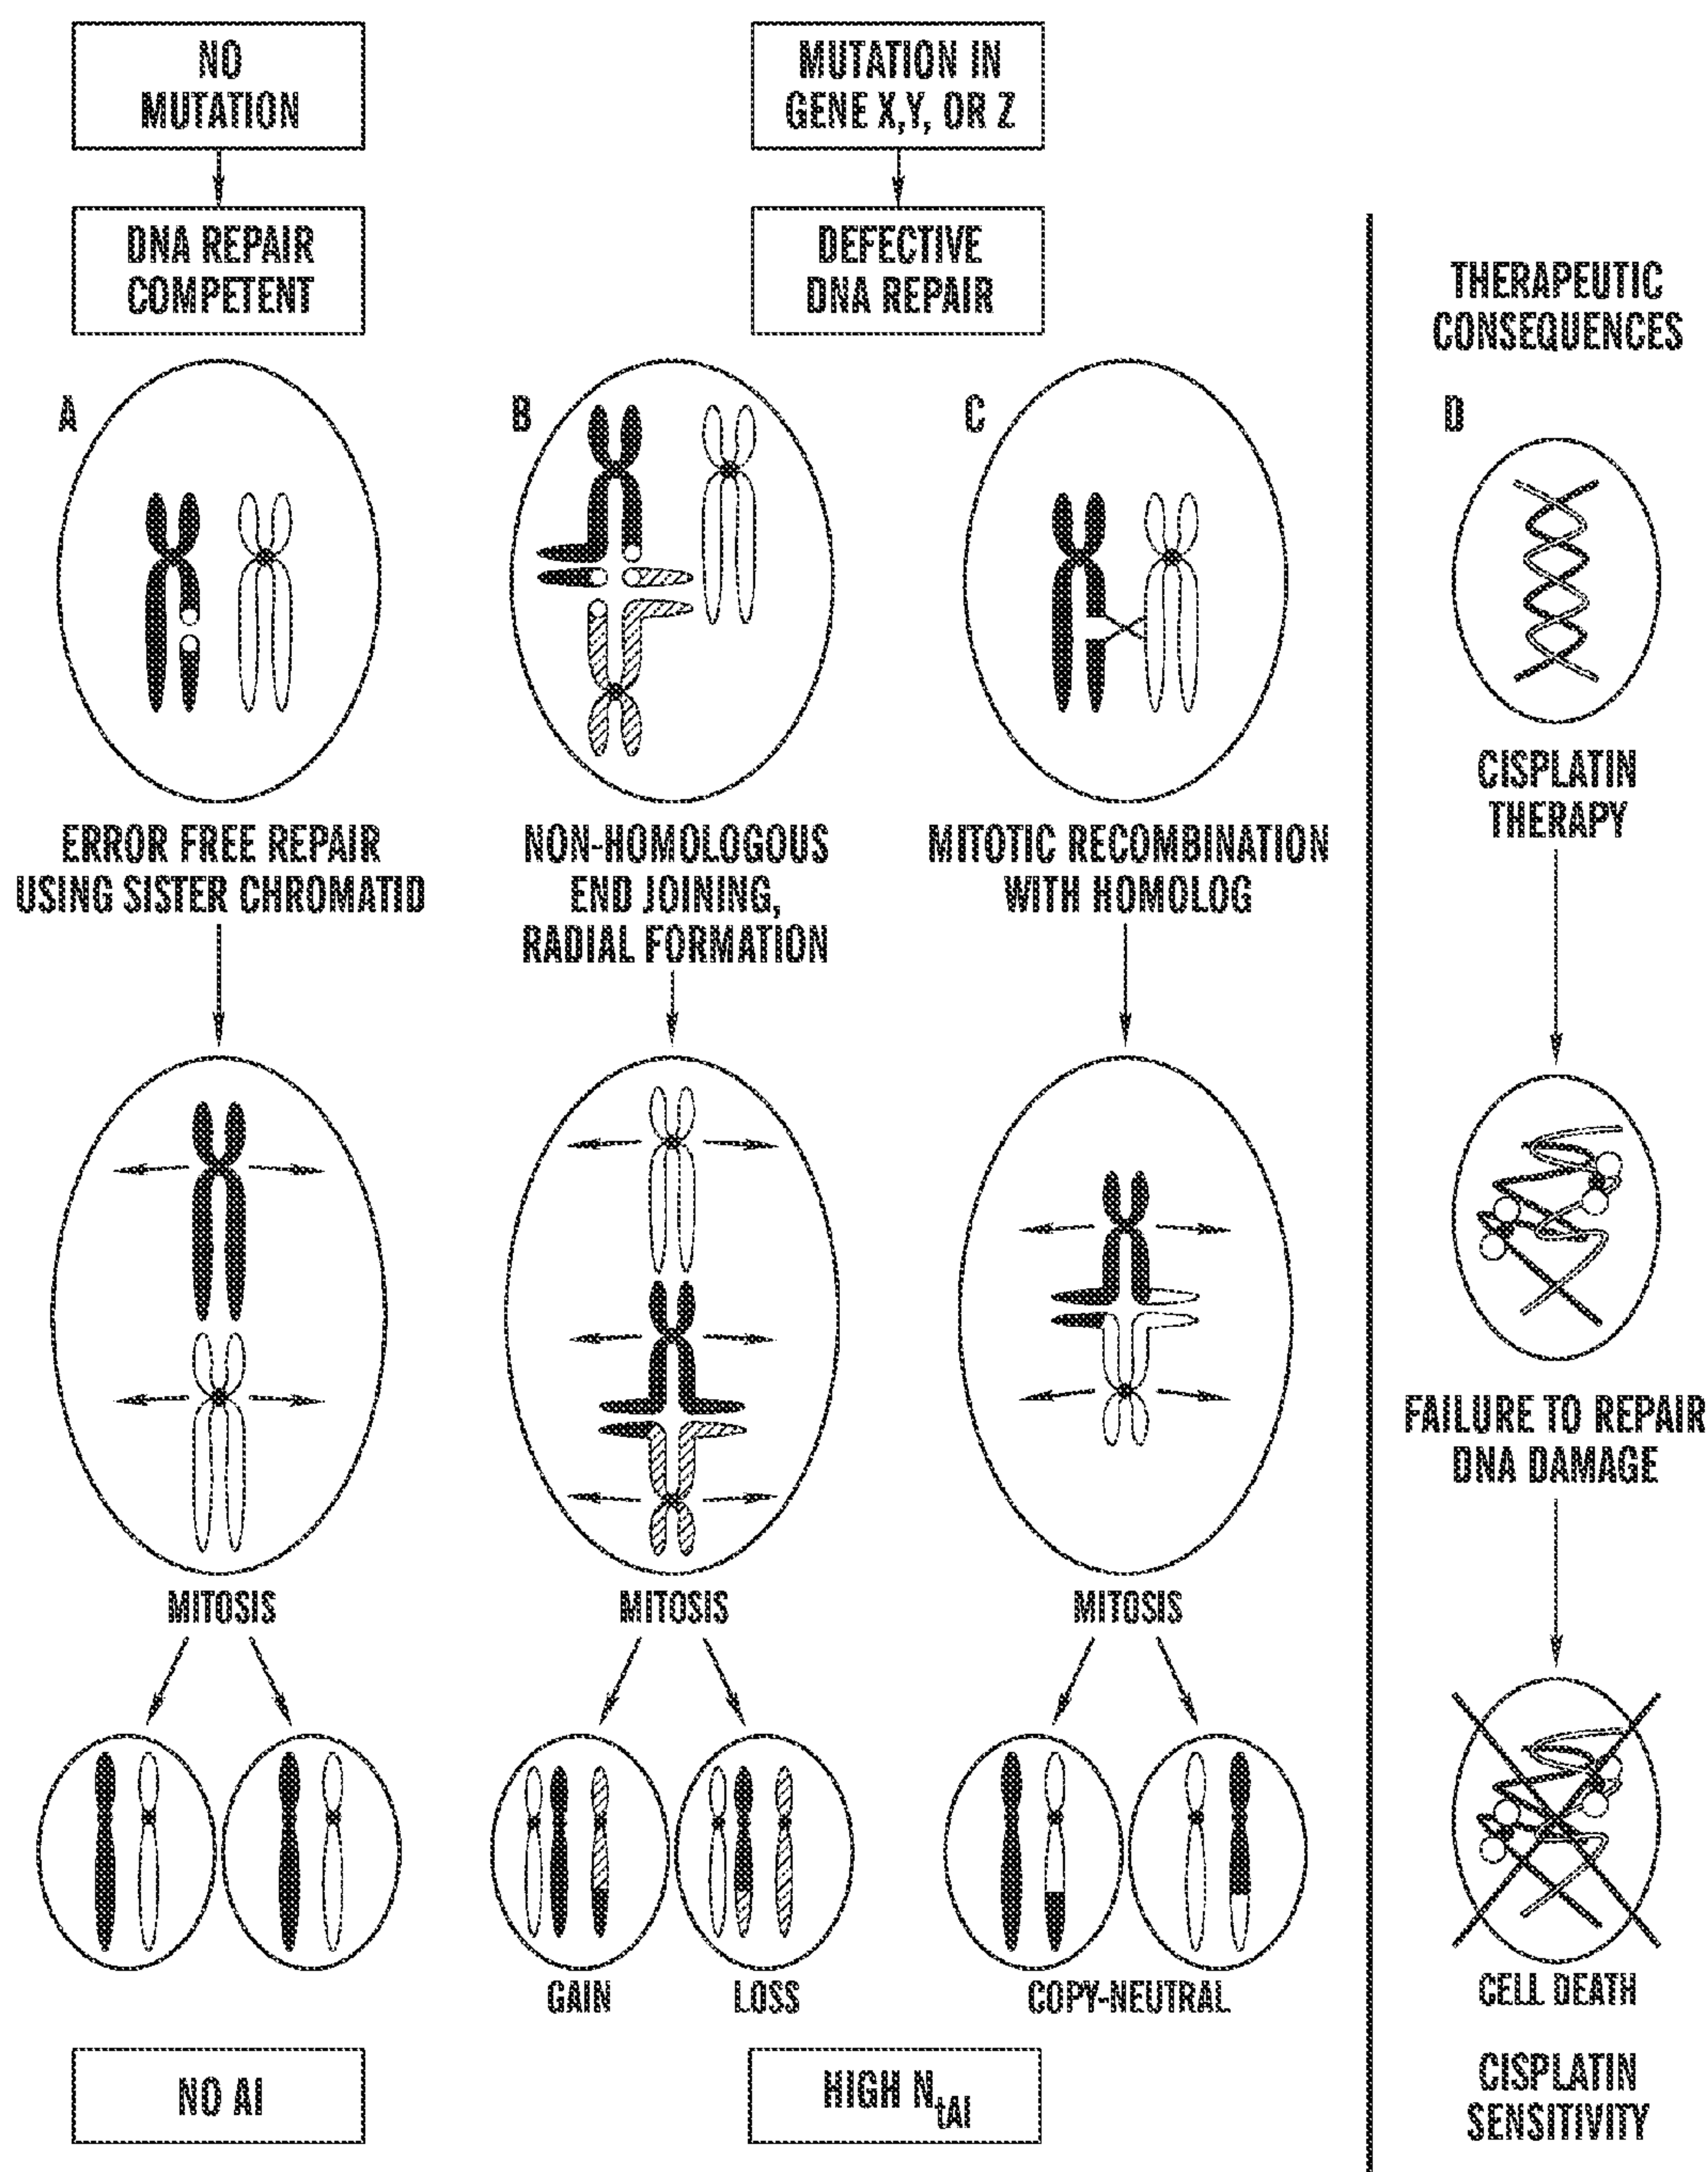 NO
MUTATION
MUTATION IN
GENE X,Y, OR Z
DNA REPAIR
COMPETENT
DEFECTIVE
DNA REPAIR
THERAPEUTIC
CONSEQUENCES
A
B
C
D
CISPLATIN
THERAPY
ERROR FREE REPAIR
USING SISTER CHROMATID
NON-HOMOLOGOUS
END JOINING,
RADIAL FORMATION
MITOTIC RECOMBINATION
WITH HOMOLOG
FAILURE TO REPAIR
DNA DAMAGE
MITOSIS
MITOSIS
MITOSIS
GAIN
LOSS
COPY-NEUTRAL
CELL DEATH
NO AI
HIGH NtAI
CISPLATIN
SENSITIVITY